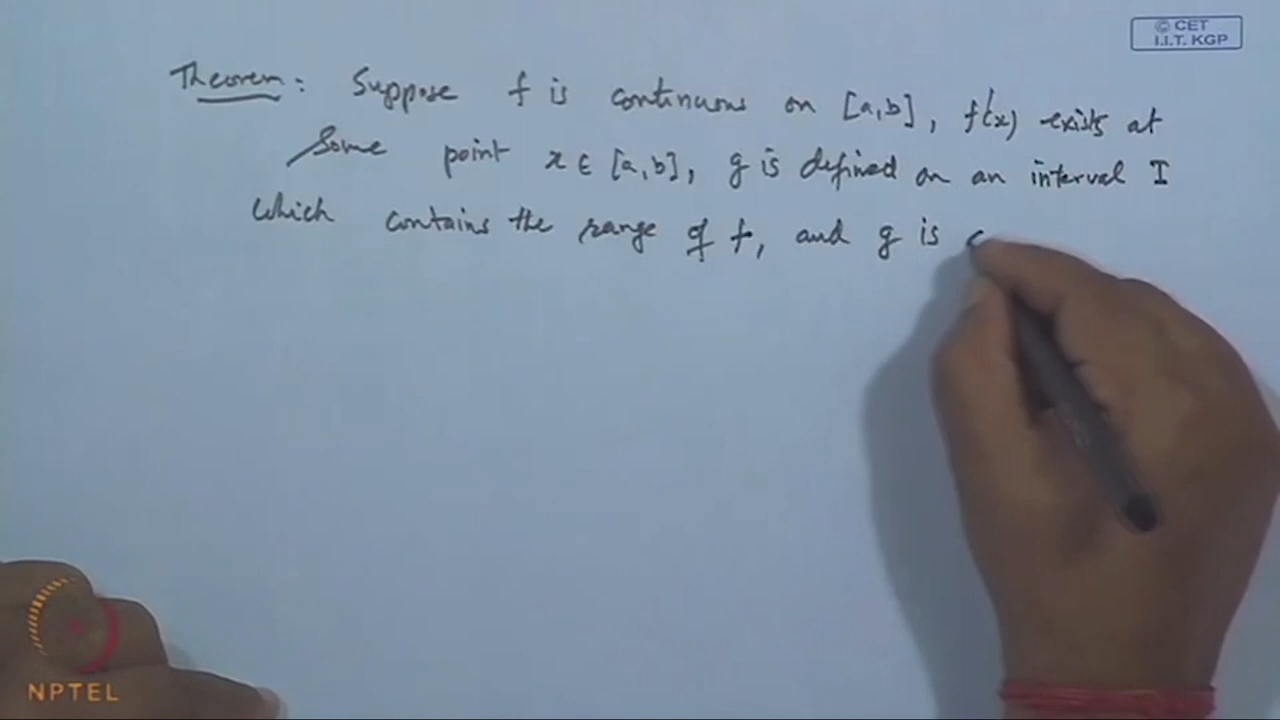 © CET
I.I.T. KGP
Theorem: Suppose f is continuous on [a,b], f'(x) exists at
some point x ∈ [a,b], g is defined on an interval I
which contains the range of f, and g is
NPTEL